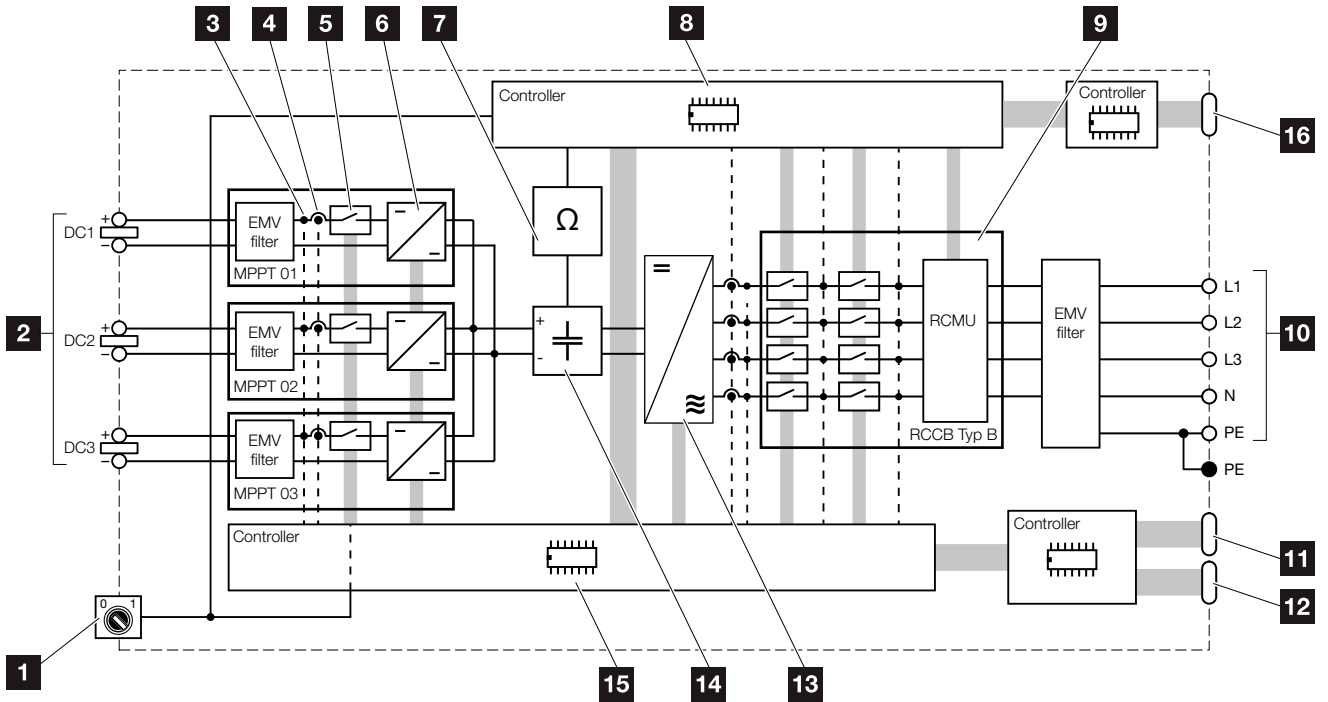 3 4 5 6 7 8 9
Controller
Controller
16
Ω
+
DC1
−
EMV
filter
MPPT 01
2
+
DC2
−
EMV
filter
MPPT 02
+
-
=
≋
RCMU
RCCB Typ B
EMV
filter
L1
L2
L3
N
PE
PE
10
+
DC3
−
EMV
filter
MPPT 03
Controller
Controller
11
12
0 1
1
15 14 13